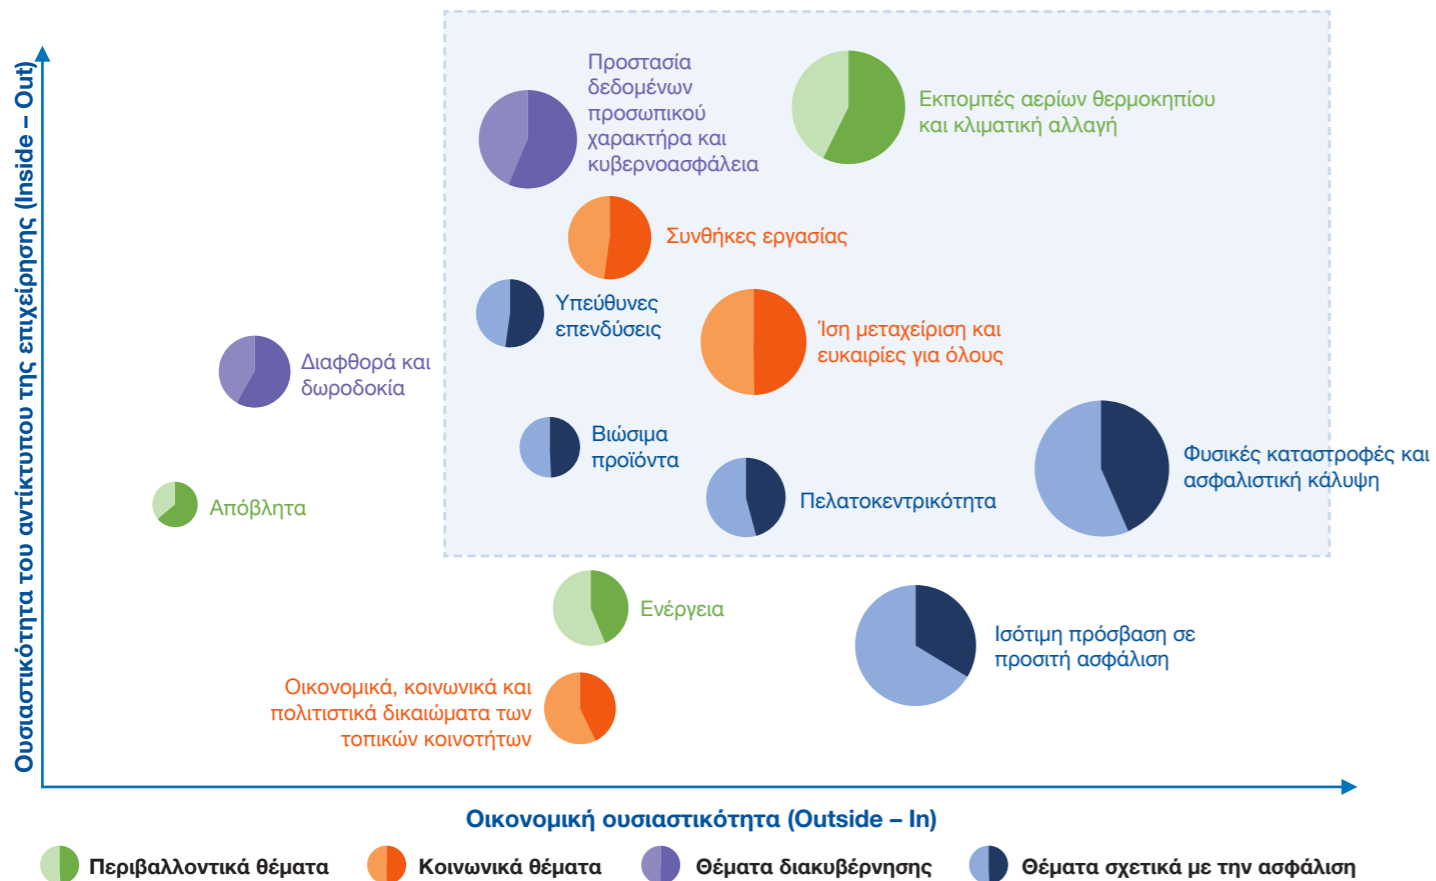 Ουσιαστικότητα του αντίκτυπου της επιχείρησης (Inside – Out)
Προστασία
δεδομένων
προσωπικού
χαρακτήρα και
κυβερνοασφάλεια
Εκπομπές αερίων θερμοκηπίου
και κλιματική αλλαγή
Συνθήκες εργασίας
Υπεύθυνες
επενδύσεις
Ίση μεταχείριση και
ευκαιρίες για όλους
Διαφθορά και
δωροδοκία
Βιώσιμα
προϊόντα
Φυσικές καταστροφές και
ασφαλιστική κάλυψη
Πελατοκεντρικότητα
Απόβλητα
Ενέργεια
Ισότιμη πρόσβαση σε
προσιτή ασφάλιση
Οικονομικά, κοινωνικά και
πολιτιστικά δικαιώματα των
τοπικών κοινοτήτων
Οικονομική ουσιαστικότητα (Outside – In)
Περιβαλλοντικά θέματα
Κοινωνικά θέματα
Θέματα διακυβέρνησης
Θέματα σχετικά με την ασφάλιση